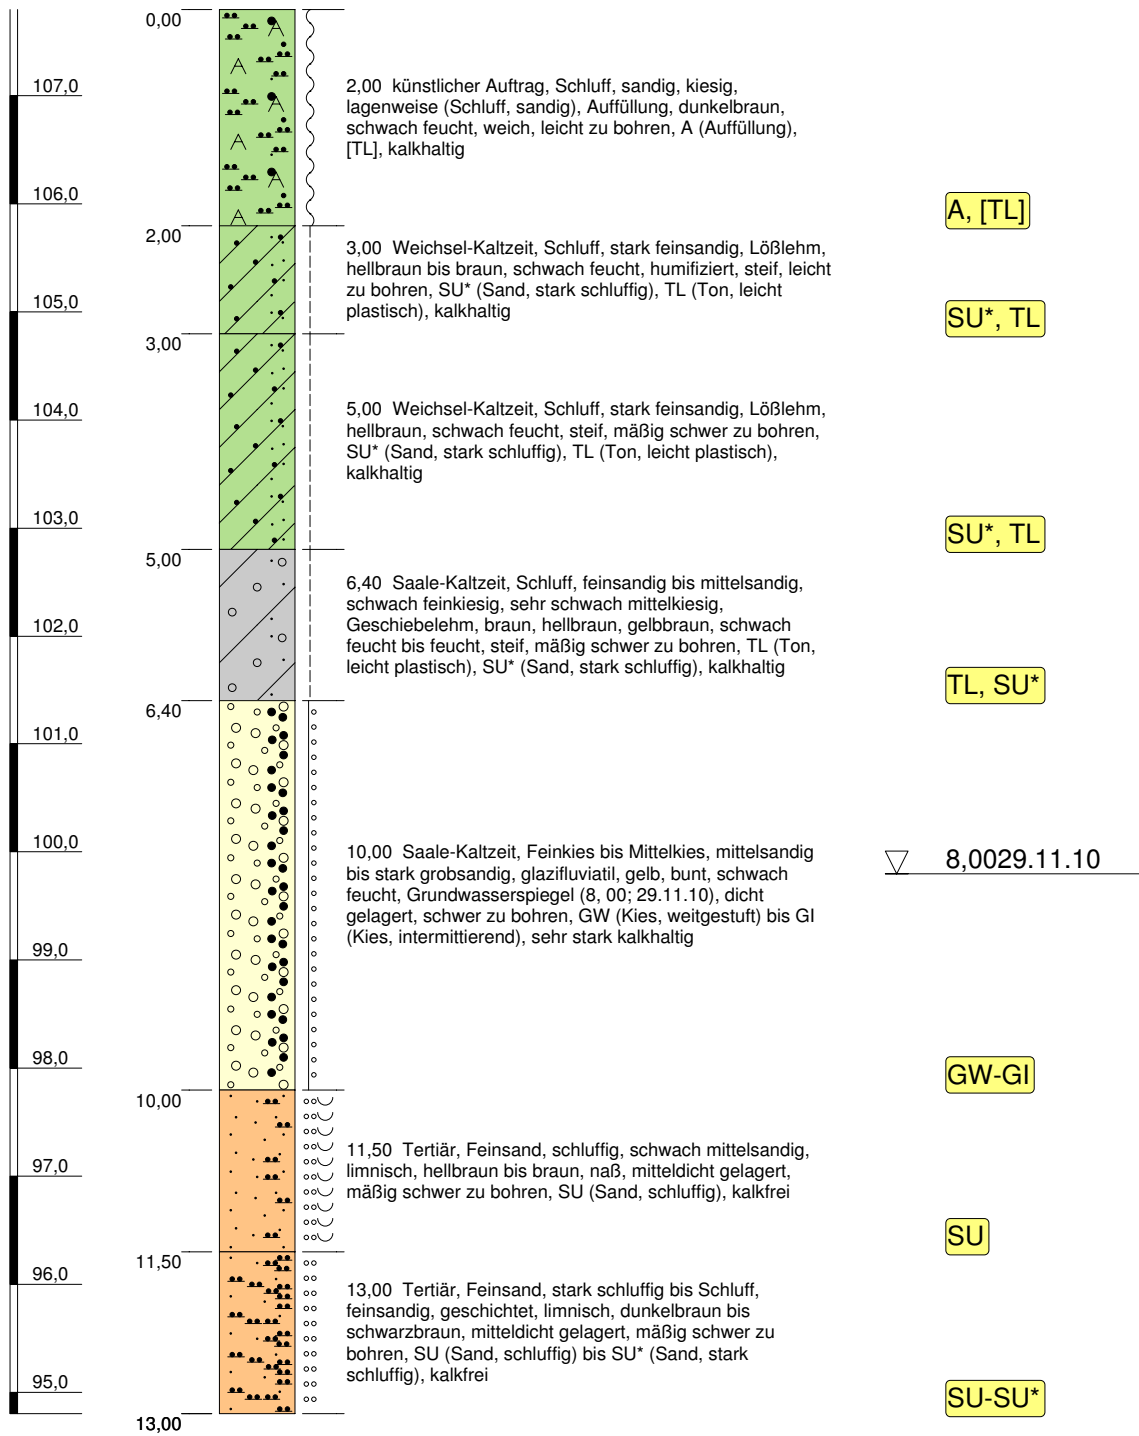 0,00
107,0
2,00 künstlicher Auftrag, Schluff, sandig, kiesig,
lagenweise (Schluff, sandig), Auffüllung, dunkelbraun,
schwach feucht, weich, leicht zu bohren, A (Auffüllung),
[TL], kalkhaltig
106,0
A, [TL]
2,00
3,00 Weichsel-Kaltzeit, Schluff, stark feinsandig, Lößlehm,
hellbraun bis braun, schwach feucht, humifiziert, steif, leicht
zu bohren, SU* (Sand, stark schluffig), TL (Ton, leicht
plastisch), kalkhaltig
105,0
SU*, TL
3,00
104,0
5,00 Weichsel-Kaltzeit, Schluff, stark feinsandig, Lößlehm,
hellbraun, schwach feucht, steif, mäßig schwer zu bohren,
SU* (Sand, stark schluffig), TL (Ton, leicht plastisch),
kalkhaltig
103,0
SU*, TL
5,00
6,40 Saale-Kaltzeit, Schluff, feinsandig bis mittelsandig,
schwach feinkiesig, sehr schwach mittelkiesig,
Geschiebelehm, braun, hellbraun, gelbbraun, schwach
feucht bis feucht, steif, mäßig schwer zu bohren, TL (Ton,
leicht plastisch), SU* (Sand, stark schluffig), kalkhaltig
102,0
TL, SU*
6,40
101,0
100,0
10,00 Saale-Kaltzeit, Feinkies bis Mittelkies, mittelsandig
bis stark grobsandig, glazifluviatil, gelb, bunt, schwach
feucht, Grundwasserspiegel (8, 00; 29.11.10), dicht
gelagert, schwer zu bohren, GW (Kies, weitgestuft) bis GI
(Kies, intermittierend), sehr stark kalkhaltig
8,0029.11.10
99,0
98,0
GW-GI
10,00
97,0
11,50 Tertiär, Feinsand, schluffig, schwach mittelsandig,
limnisch, hellbraun bis braun, naß, mitteldicht gelagert,
mäßig schwer zu bohren, SU (Sand, schluffig), kalkfrei
SU
11,50
96,0
13,00 Tertiär, Feinsand, stark schluffig bis Schluff,
feinsandig, geschichtet, limnisch, dunkelbraun bis
schwarzbraun, mitteldicht gelagert, mäßig schwer zu
bohren, SU (Sand, schluffig) bis SU* (Sand, stark
schluffig), kalkfrei
95,0
SU-SU*
13,00